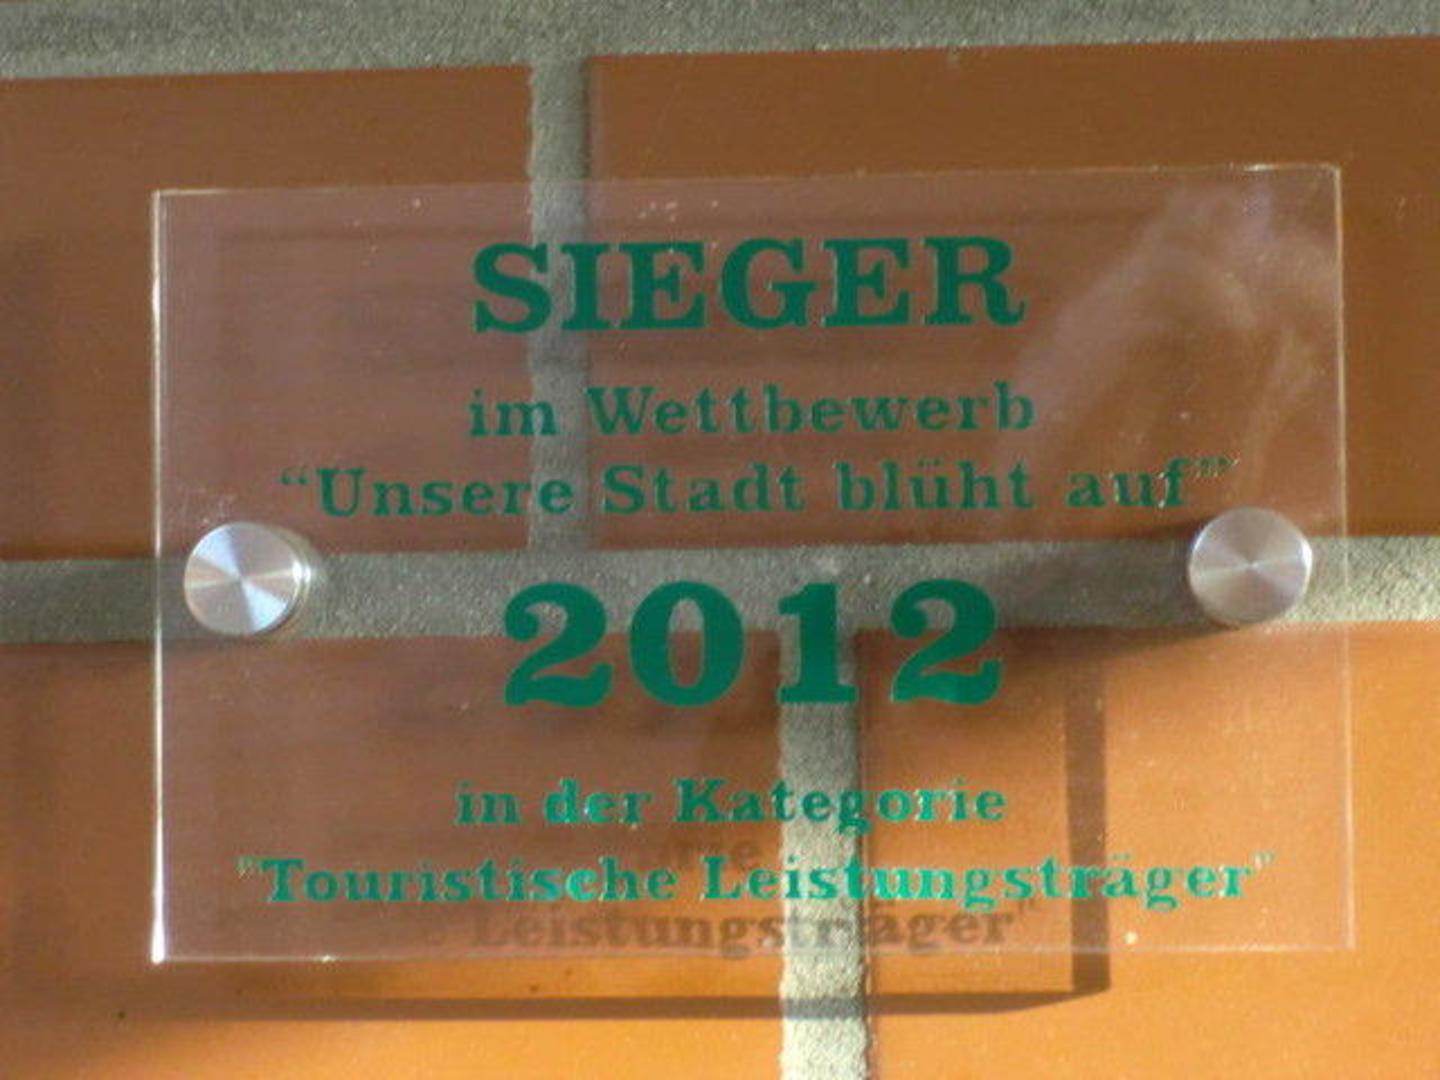 SIEGER
im Wettbewerb
“Unsere Stadt blüht auf”
2012
in der Kategorie
"Touristische Leistungsträger"